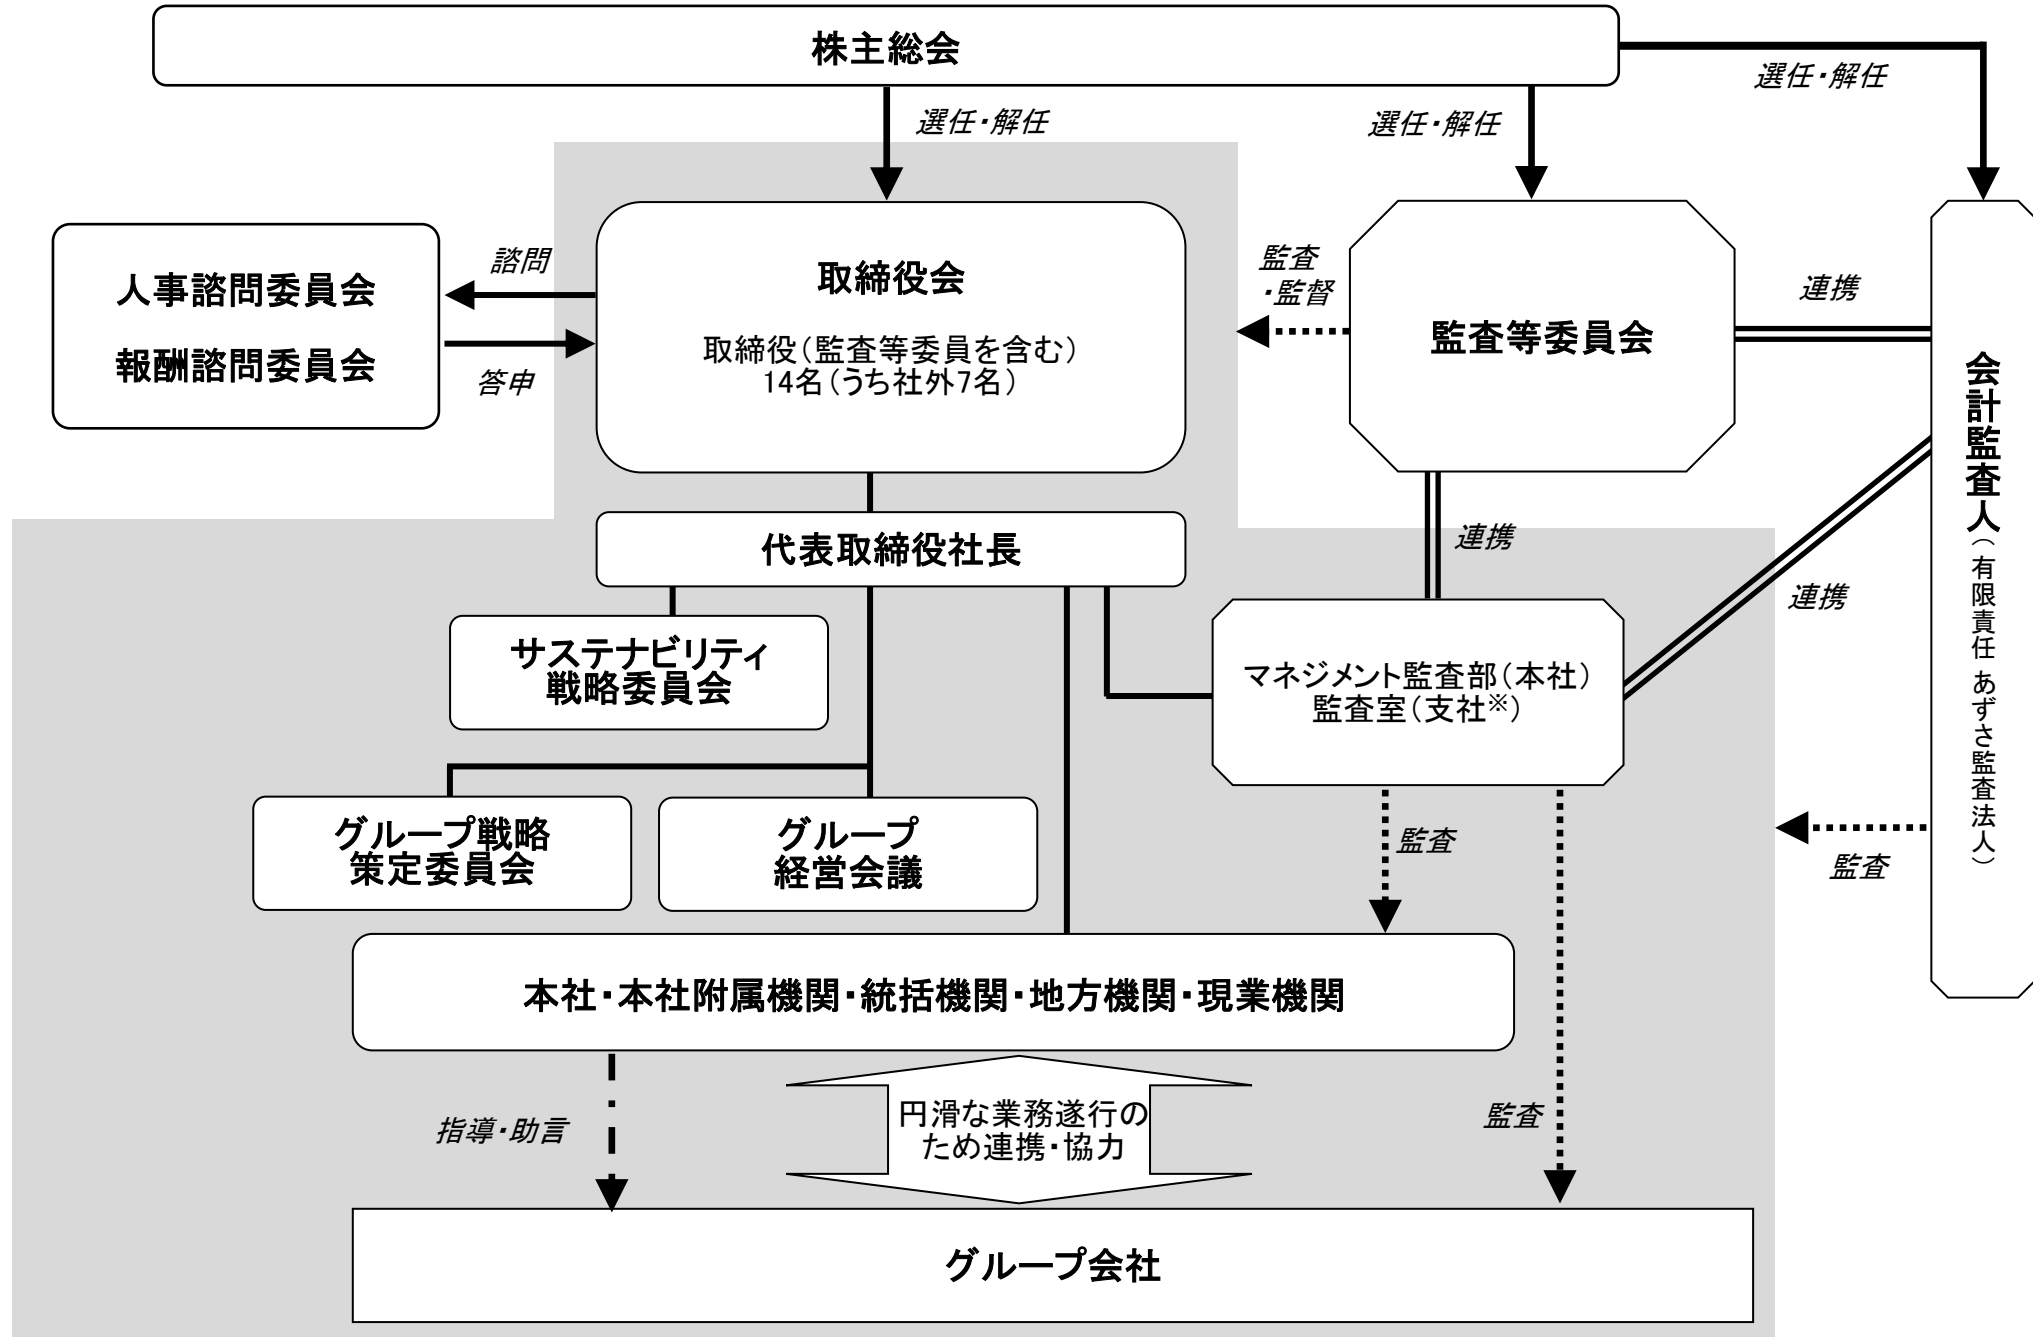 株主総会
選任・解任
選任・解任
選任・解任
人事諮問委員会
報酬諮問委員会
諮問
答申
取締役会
取締役（監査等委員を含む）
14名（うち社外7名）
監査
・監督
監査等委員会
連携
会計監査人（有限責任 あずさ監査法人）
代表取締役社長
連携
連携
サステナビリティ
戦略委員会
マネジメント監査部（本社）
監査室（支社※）
グループ戦略
策定委員会
グループ
経営会議
監査
監査
本社・本社附属機関・統括機関・地方機関・現業機関
指導・助言
円滑な業務遂行の
ため連携・協力
監査
グループ会社